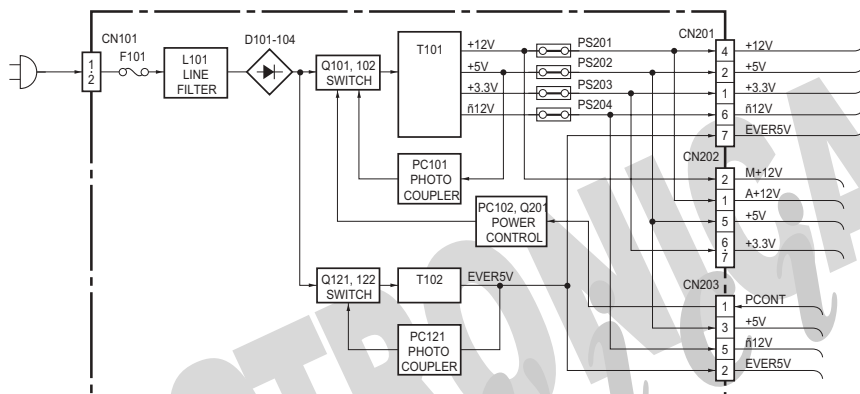 CN101
F101
1
2
L101
LINE
FILTER
D101-104
Q101, 102
SWITCH
T101
+12V
+5V
+3.3V
ñ12V
PS201
PS202
PS203
PS204
CN201
4 +12V
2 +5V
1 +3.3V
6 ñ12V
7 EVER5V
PC101
PHOTO
COUPLER
PC102, Q201
POWER
CONTROL
CN202
2 M+12V
1 A+12V
5 +5V
6
7 +3.3V
Q121, 122
SWITCH
T102
EVER5V
PC121
PHOTO
COUPLER
CN203
1 PCONT
3 +5V
5 ñ12V
2 EVER5V